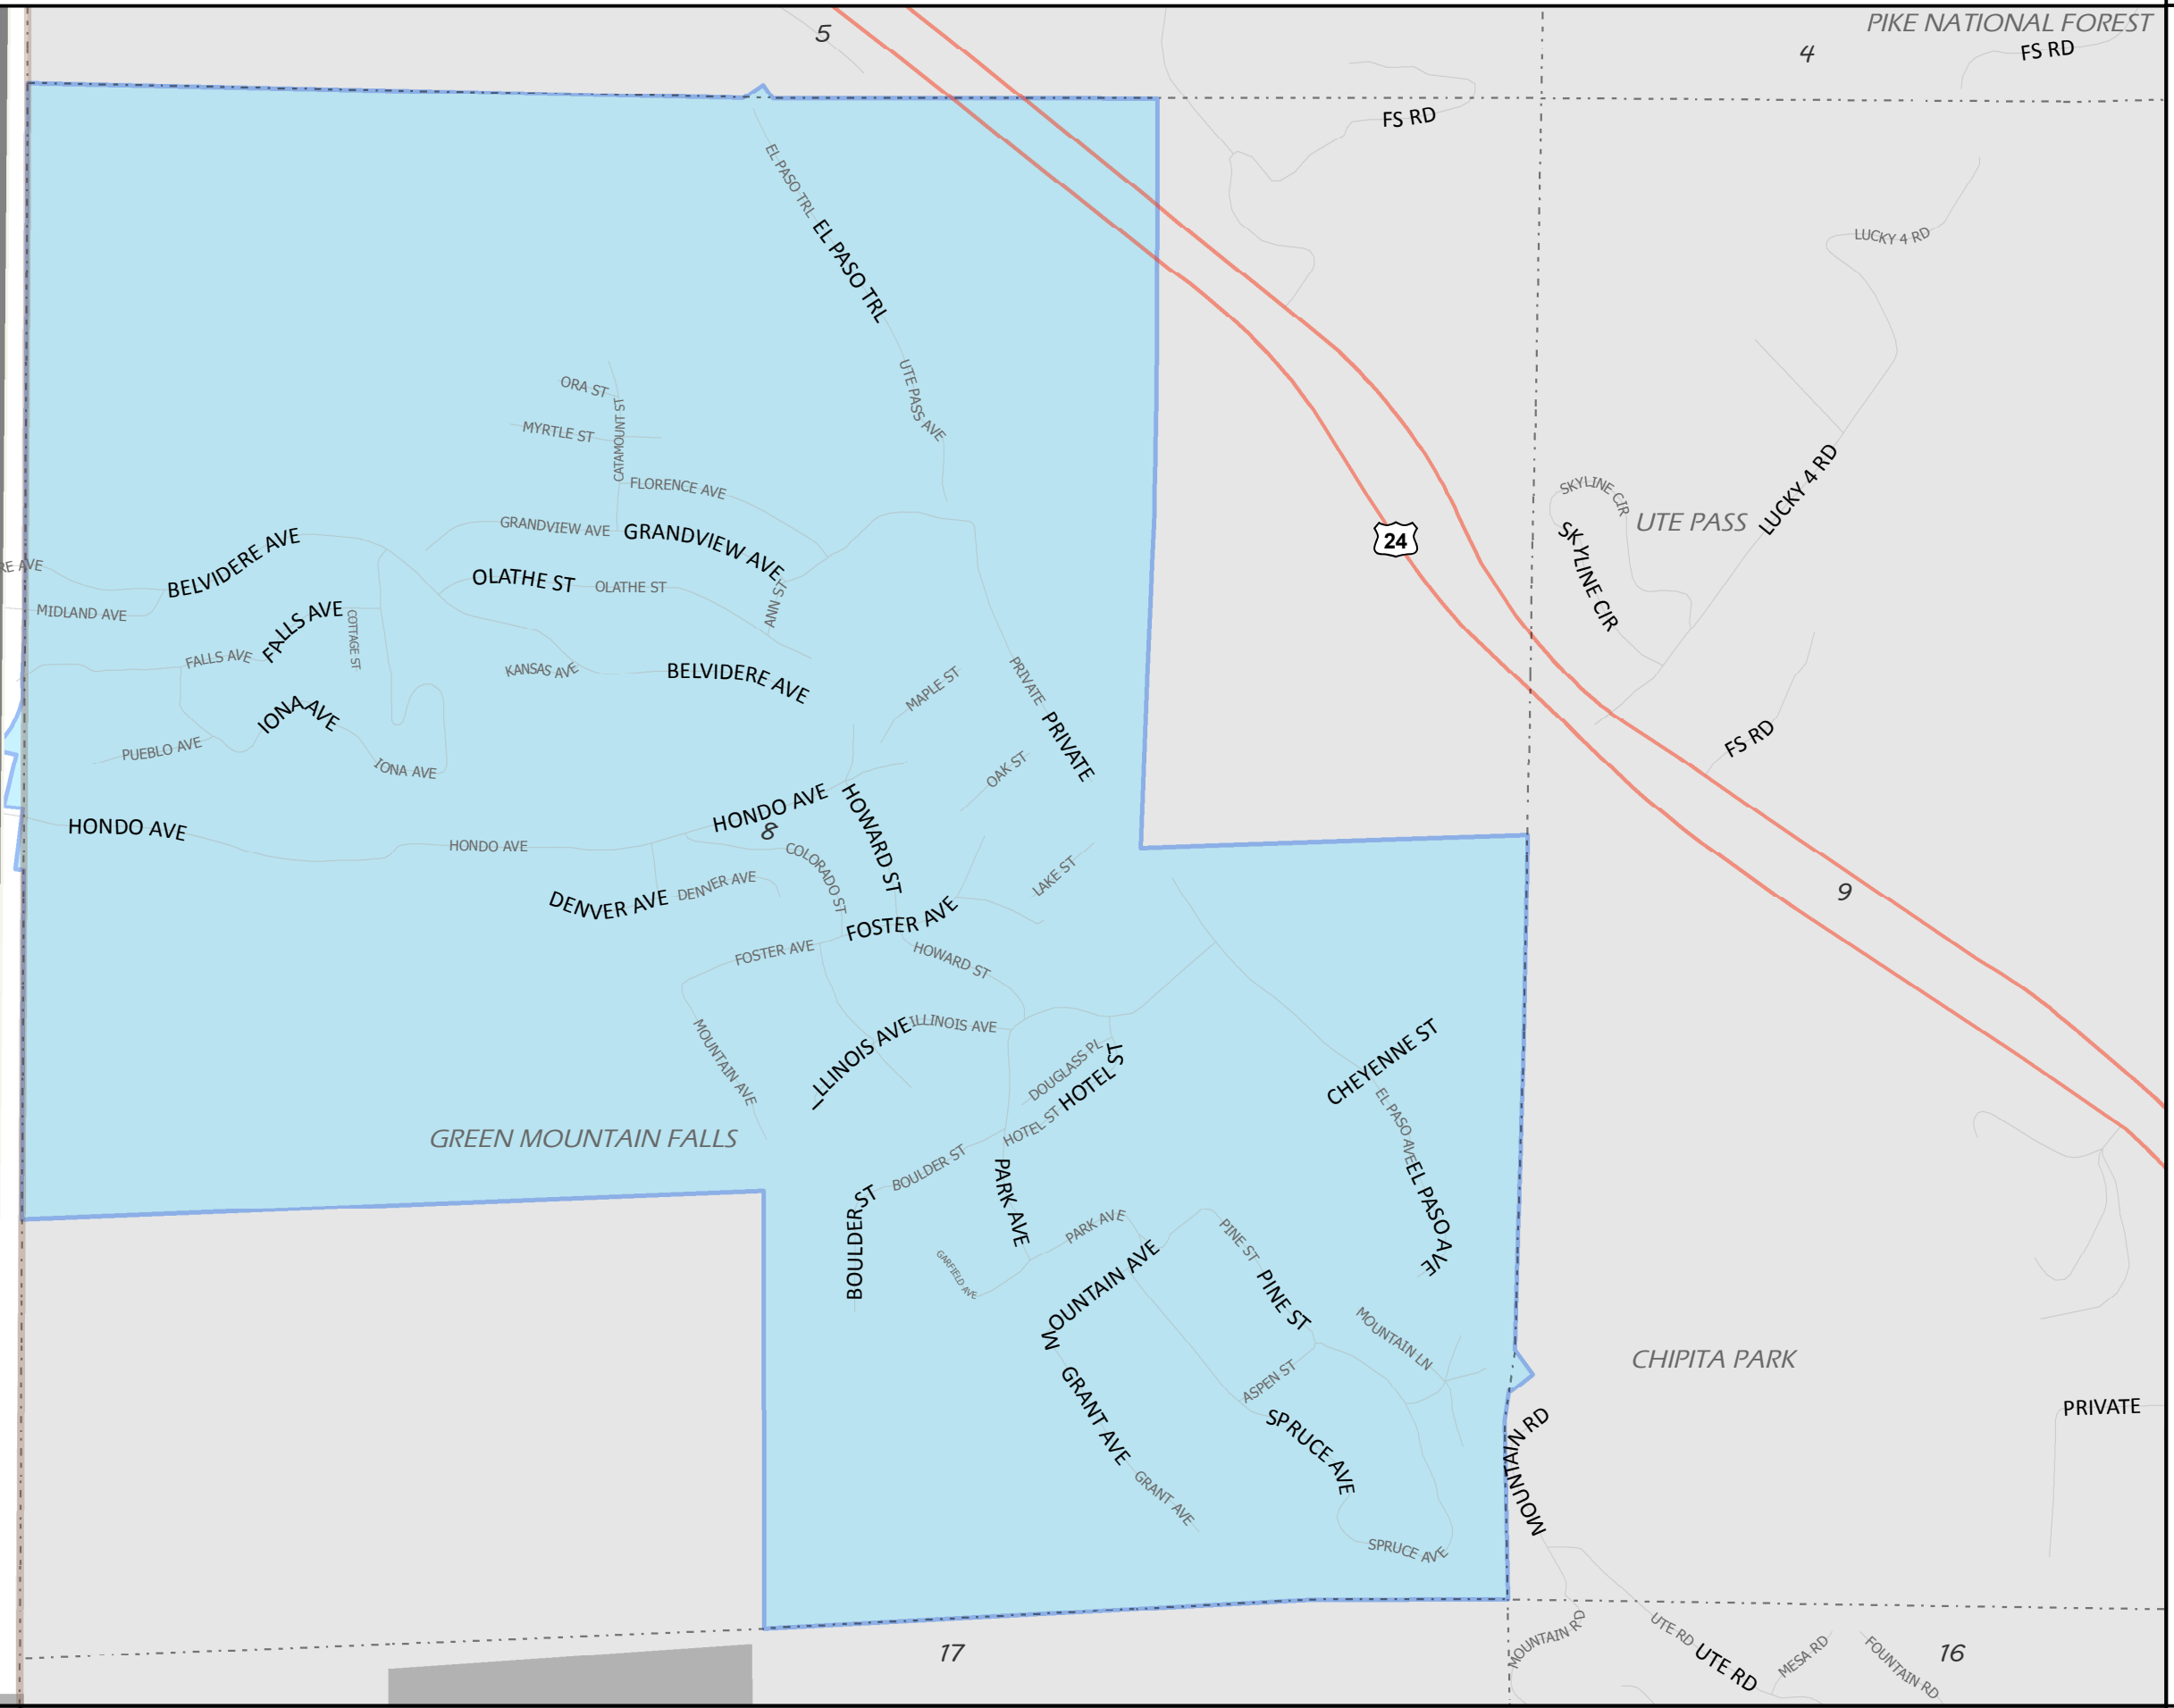 PIKE NATIONAL FOREST
5
4
FS RD
FS RD
EL PASO TRL
EL PASO TRL
LUCKY 4 RD
UTE PASS AVE
ORA ST
CATAMOUNT ST
MYRTLE ST
FLORENCE AVE
LUCKY 4 RD
SKYLINE CIR
UTE PASS
GRANDVIEW AVE
GRANDVIEW AVE
24
SKYLINE CIR
BELVIDERE AVE
RE AVE
OLATHE ST
OLATHE ST
ANN ST
MIDLAND AVE
FALLS AVE
COTTAGE ST
FALLS AVE
KANSAS AVE
BELVIDERE AVE
MAPLE ST
PRIVATE
IONA AVE
PUEBLO AVE
IONA AVE
PRIVATE
FS RD
OAK ST
HONDO AVE
HONDO AVE
8
HONDO AVE
HOWARD ST
COLORADO ST
LAKE ST
9
DENVER AVE
DENVER AVE
FOSTER AVE
FOSTER AVE
HOWARD ST
ILLINOIS AVE
ILLINOIS AVE
MOUNTAIN AVE
DOUGLASS PL
HOTEL ST
CHEYENNE ST
EL PASO AVE
HOTEL ST
GREEN MOUNTAIN FALLS
BOULDER ST
PARK AVE
BOULDER ST
EL PASO AVE
PARK AVE
PINE ST
GARFIELD AVE
MOUNTAIN AVE
PINE ST
MOUNTAIN LN
CHIPITA PARK
GRANT AVE
ASPEN ST
PRIVATE
SPRUCE AVE
MOUNTAIN RD
GRANT AVE
SPRUCE AVE
17
MOUNTAIN RD
UTE RD
UTE RD
MESA RD
FOUNTAIN RD
16